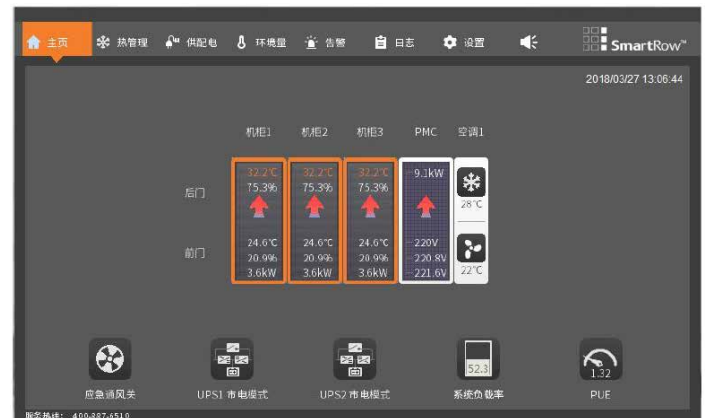 主页 热管理 供配电 环境量 告警 日志 设置 SmartRow™
2018/03/27 13:06:44
机柜1 机柜2 机柜3 PMC 空调1
32.2℃ 32.2℃ 32.2℃ 9.1kW
后门 75.3% 75.3% 75.3%
28℃
前门 24.6℃ 24.6℃ 24.6℃ 220V
20.9% 20.9% 20.9% 220.8V
3.6kW 3.6kW 3.6kW 221.6V 22℃
52.3 1.32
应急通风关 UPS1 市电模式 UPS2 市电模式 系统负载率 PUE
服务热线: 400-887-6510